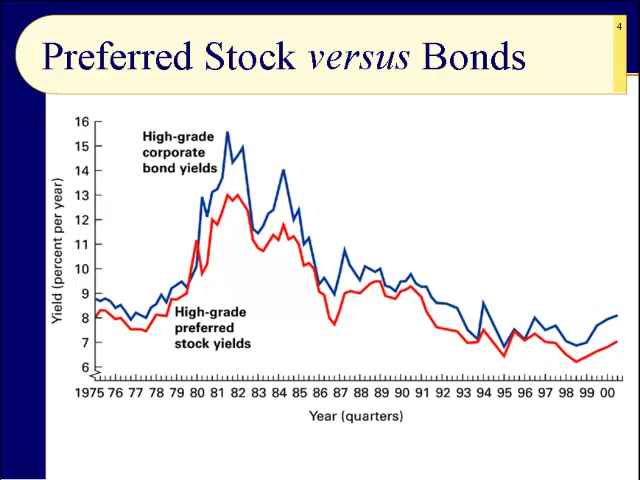 4
Preferred Stock versus Bonds
16
15
14
13
12
11
10
9
8
7
6
Yield (percent per year)
High-grade
corporate
bond yields
High-grade
preferred
stock yields
1975 76 77 78 79 80 81 82 83 84 85 86 87 88 89 90 91 92 93 94 95 96 97 98 99 00
Year (quarters)